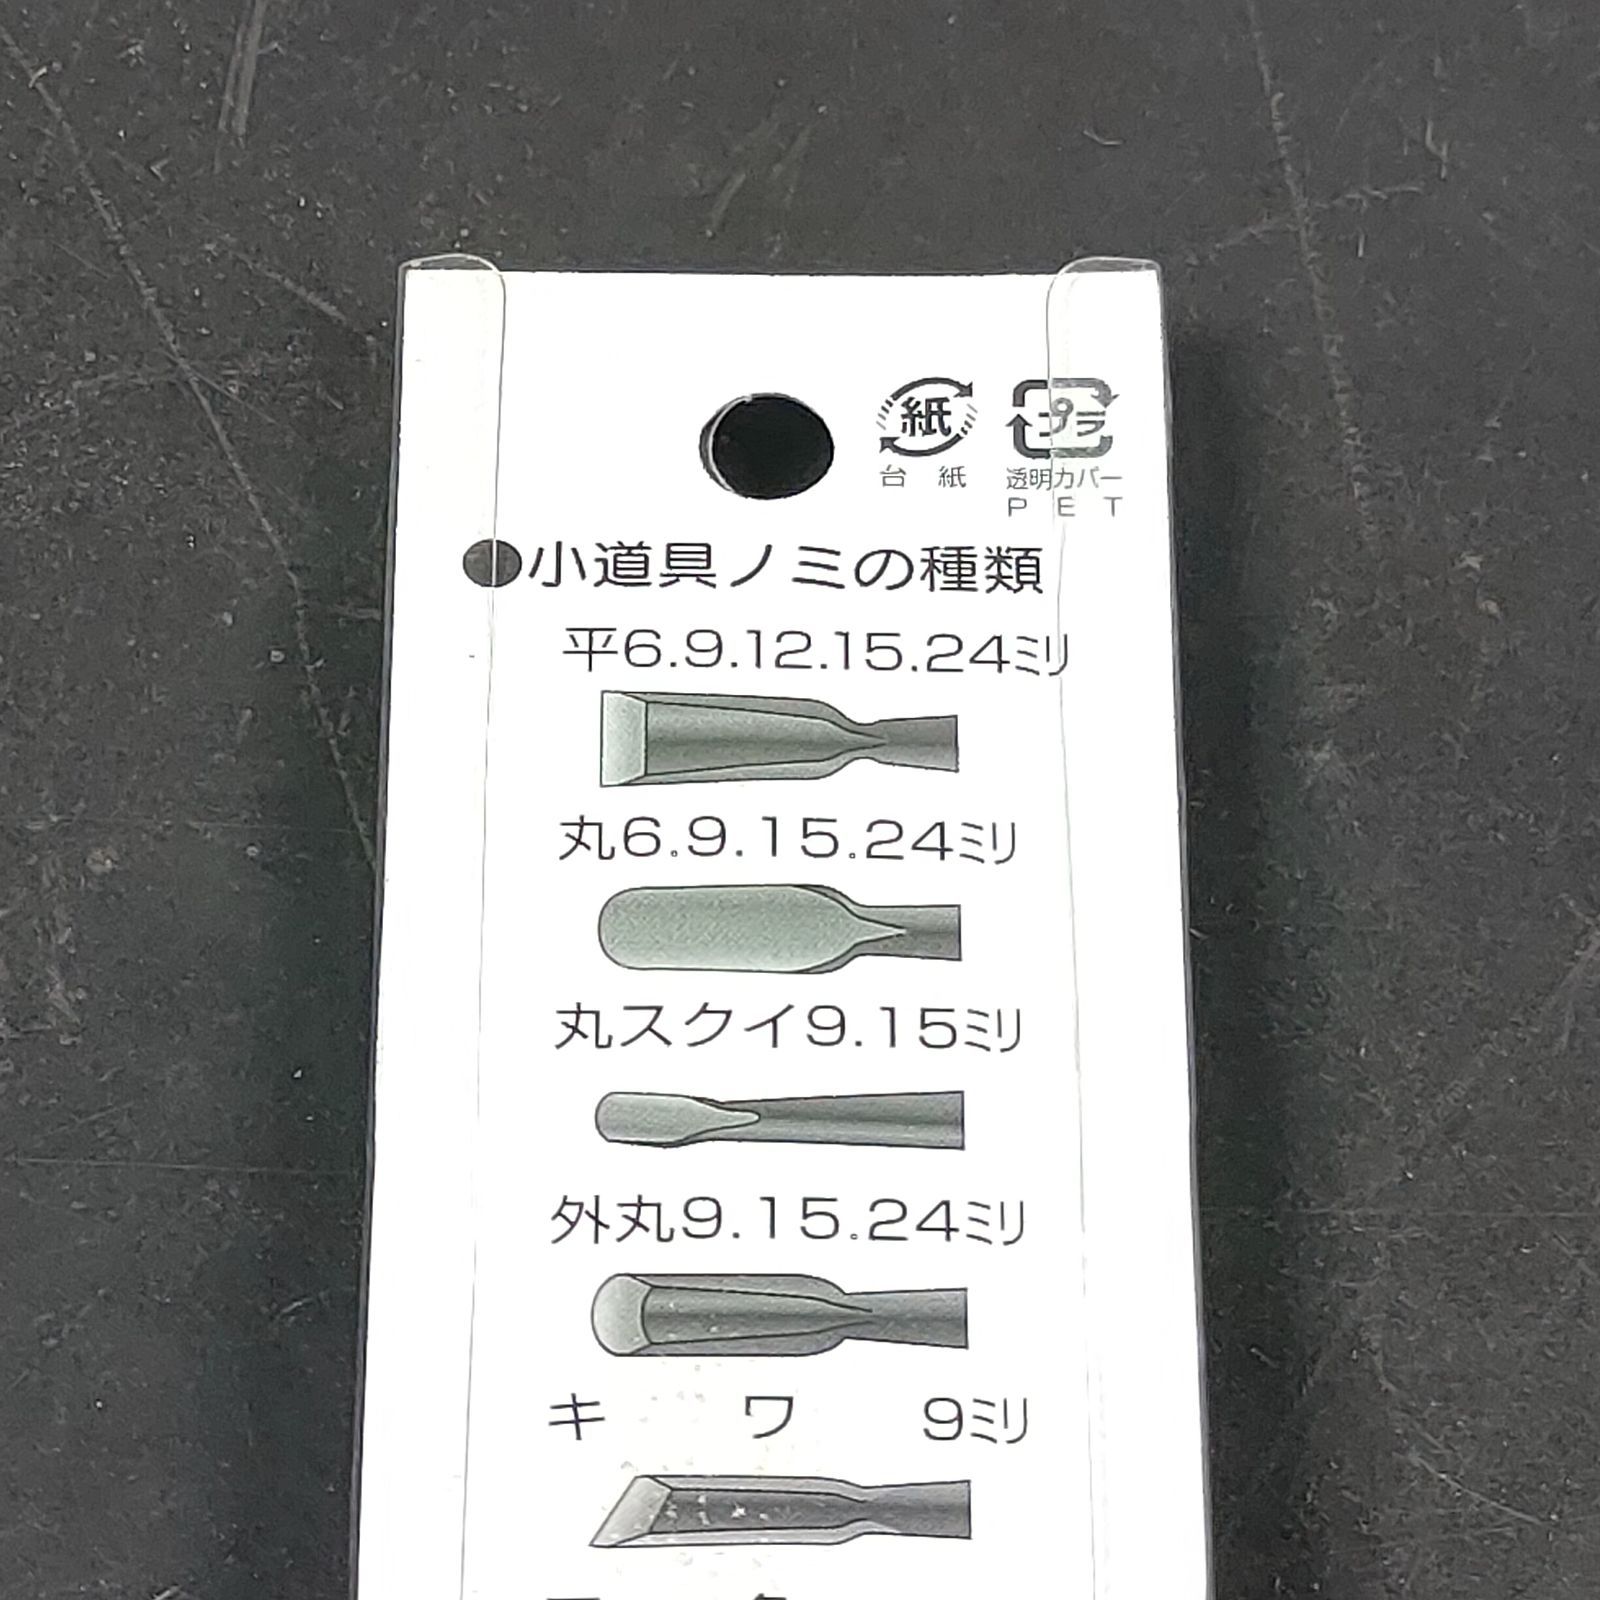 紙 プラ
台紙 透明カバー
PET
●小道具ノミの種類
平6.9.12.15.24ミリ
丸6.9.15.24ミリ
丸スクイ9.15ミリ
外丸9.15.24ミリ
キワ 9ミリ